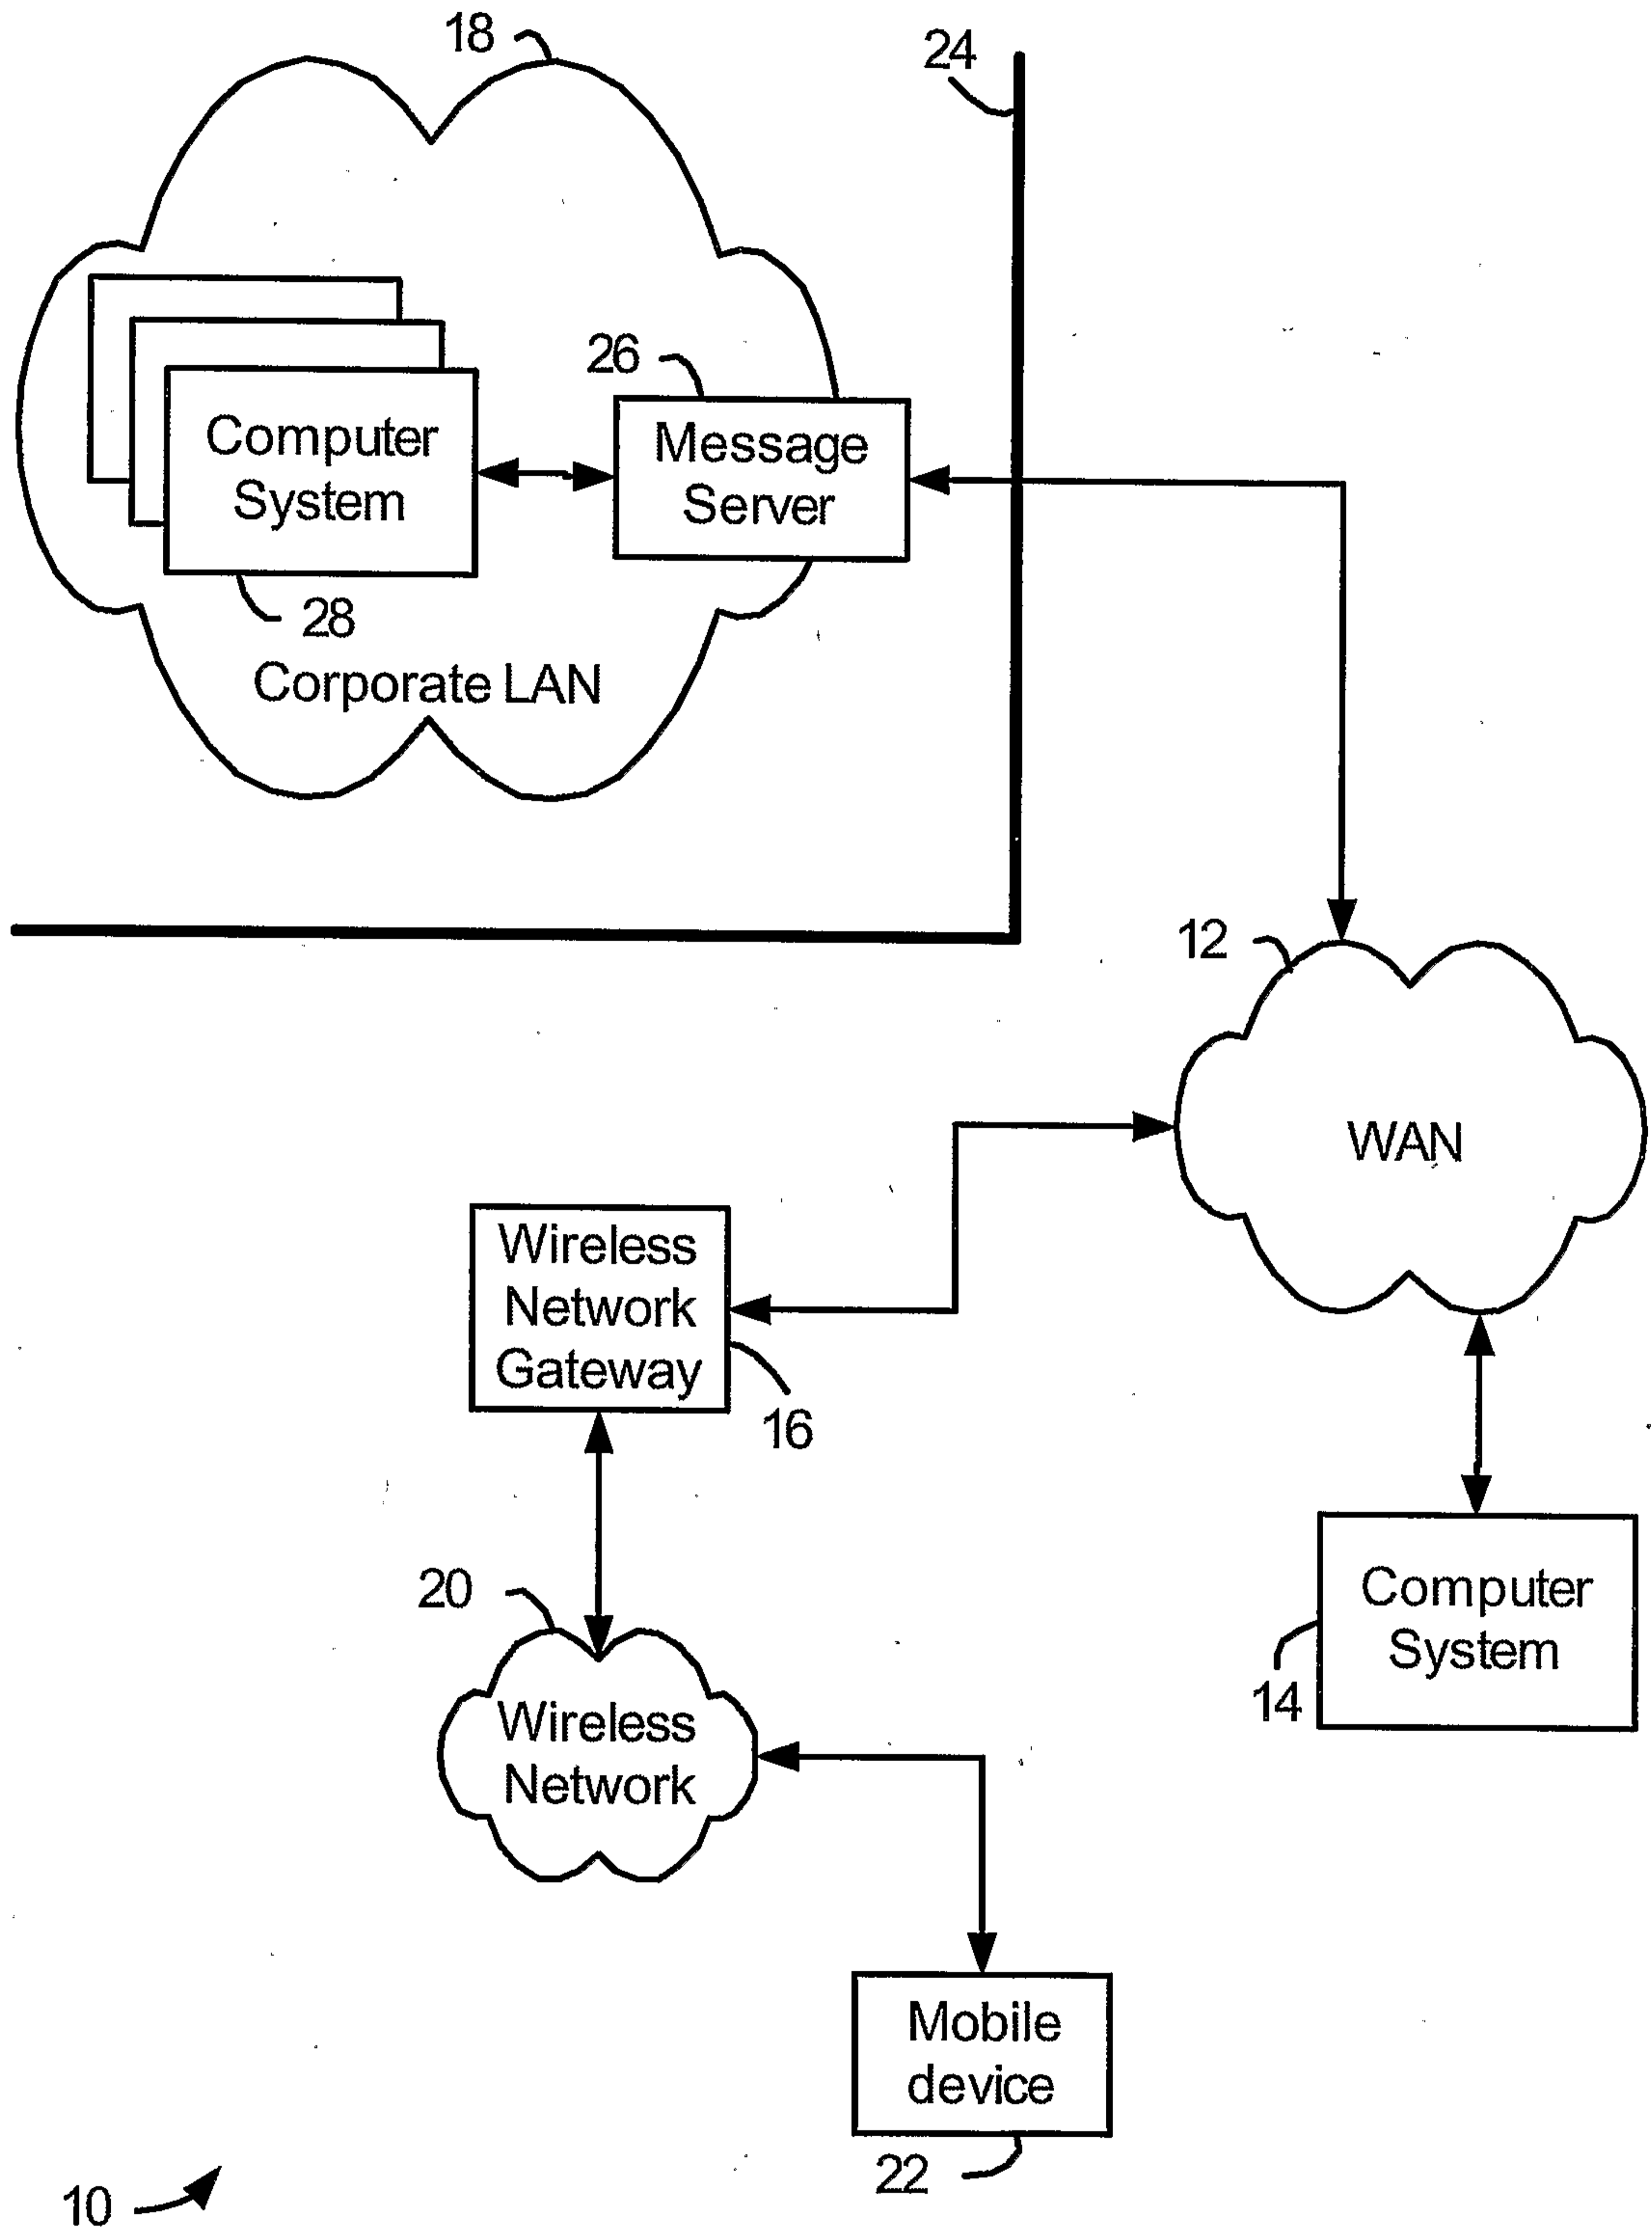 18
24
26
Computer
System
Message
Server
28
Corporate LAN
12
WAN
Wireless
Network
Gateway
16
20
Computer
System
14
Wireless
Network
Mobile
device
22
10